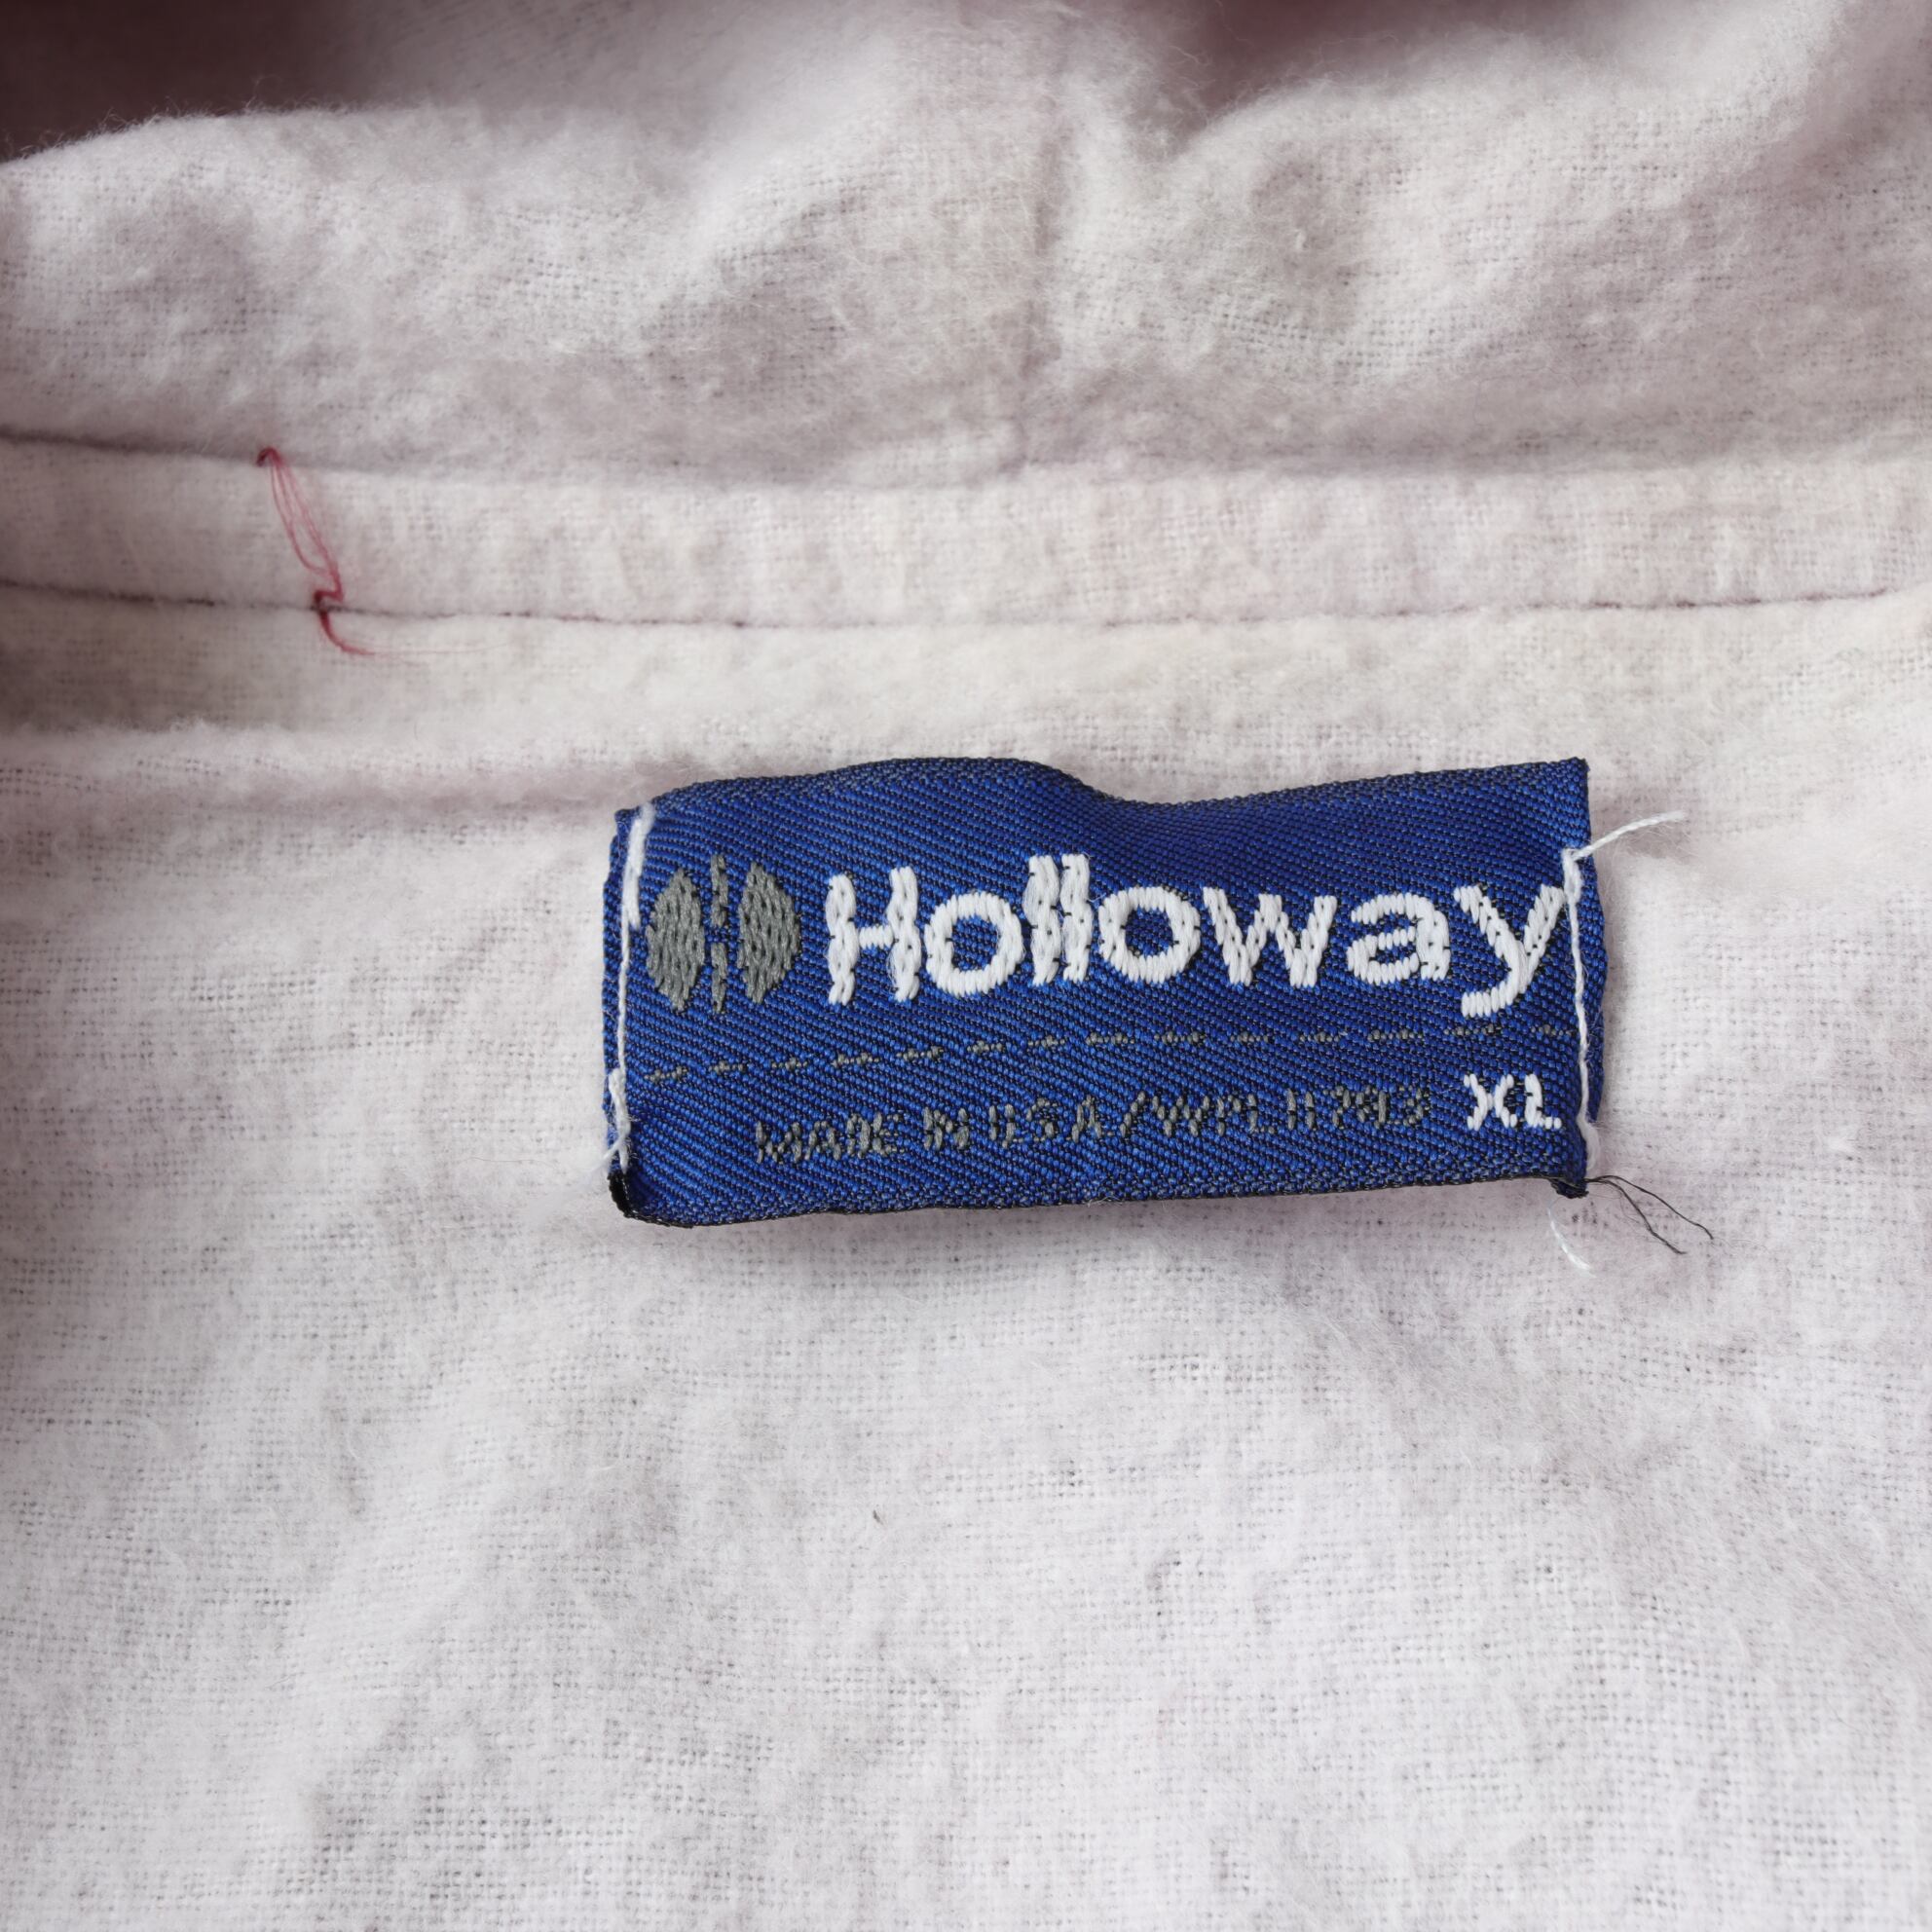 Holloway
MADE IN USA / WPL 11793 XL